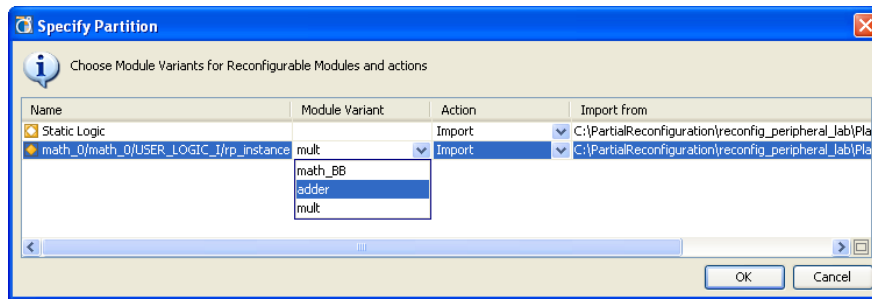 Specify Partition
Choose Module Variants for Reconfigurable Modules and actions
Name Module Variant Action Import from
Static Logic Import C:\PartialReconfiguration\reconfig_peripheral_lab\Pla
math_0/math_0/USER_LOGIC_I/rp_instance mult Import C:\PartialReconfiguration\reconfig_peripheral_lab\Pla
math_BB
adder
mult
OK Cancel